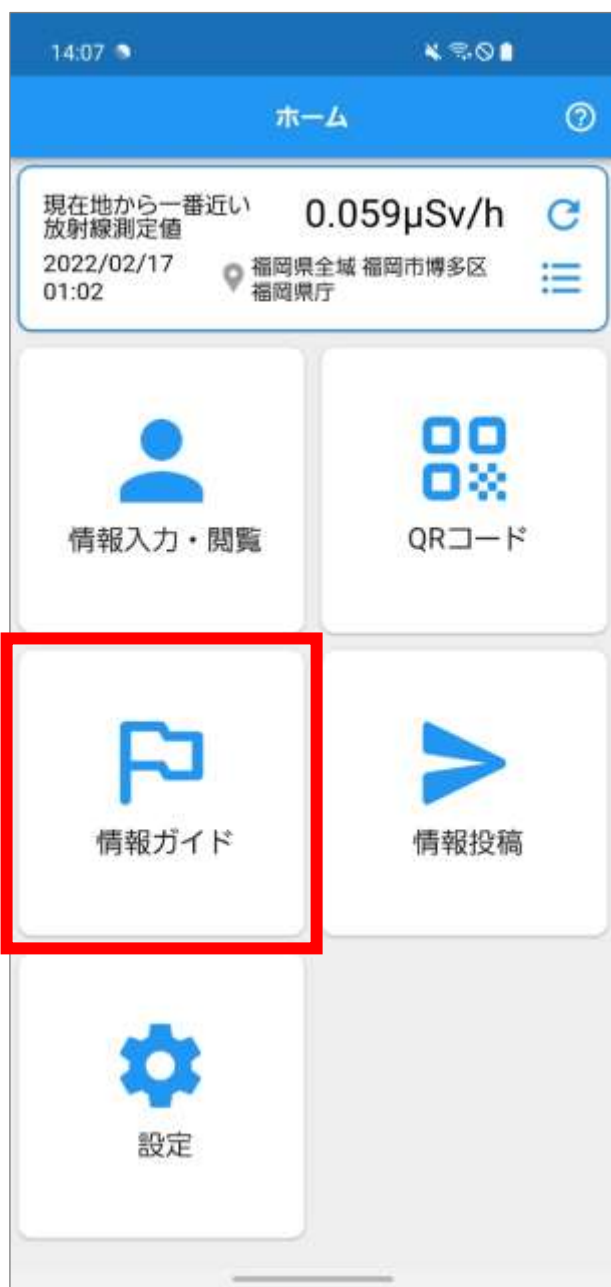 14:07
ホーム
現在地から一番近い
放射線測定値
0.059μSv/h
2022/02/17
01:02
福岡県全域 福岡市博多区
福岡県庁
情報入力・閲覧
QRコード
情報ガイド
情報投稿
設定